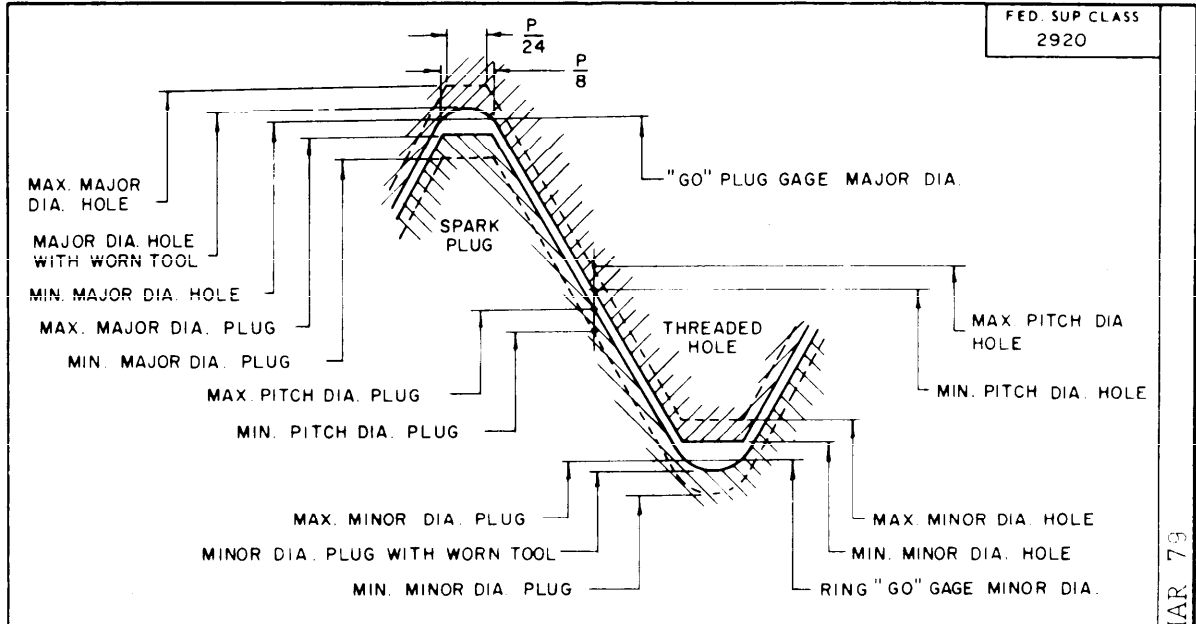 FED. SUP CLASS
2920
P
24
P
8
MAX. MAJOR
DIA. HOLE
"GO" PLUG GAGE MAJOR DIA.
SPARK
PLUG
MAJOR DIA. HOLE
WITH WORN TOOL
MIN. MAJOR DIA. HOLE
MAX. MAJOR DIA. PLUG
THREADED
HOLE
MAX PITCH DIA
HOLE
MIN. MAJOR DIA. PLUG
MAX. PITCH DIA. PLUG
MIN. PITCH DIA. HOLE
MIN. PITCH DIA. PLUG
MAX. MINOR DIA. PLUG
MAX. MINOR DIA. HOLE
MINOR DIA. PLUG WITH WORN TOOL
MIN. MINOR DIA. HOLE
MIN. MINOR DIA. PLUG
RING "GO" GAGE MINOR DIA.
79